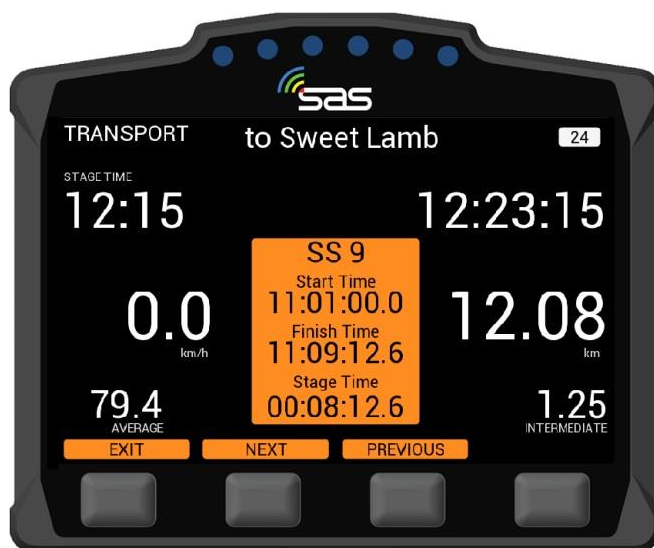 sas
TRANSPORT to Sweet Lamb 24
STAGE TIME
12:15 12:23:15
SS 9
Start Time
11:01:00.0
Finish Time
11:09:12.6
Stage Time
00:08:12.6
0.0
km/h
12.08
km
79.4
AVERAGE
1.25
INTERMEDIATE
EXIT NEXT PREVIOUS